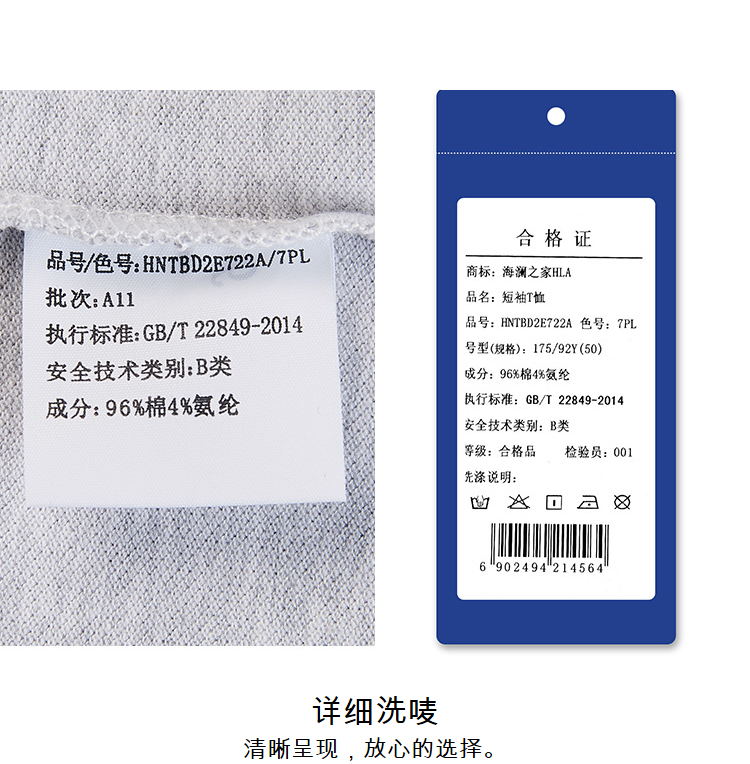 品号/色号:HNTBD2E722A/7PL
批次:A11
执行标准:GB/T 22849-2014
安全技术类别:B类
成分:96%棉4%氨纶
合格证
商标: 海澜之家HLA
品名: 短袖T恤
品号: HNTBD2E722A 色号: 7PL
号型(规格): 175/92Y(50)
成分: 96%棉4%氨纶
执行标准: GB/T 22849-2014
安全技术类别: B类
等级: 合格品 检验员: 001
先涤说明:
6 902494 214564
详细洗唛
清晰呈现，放心的选择。